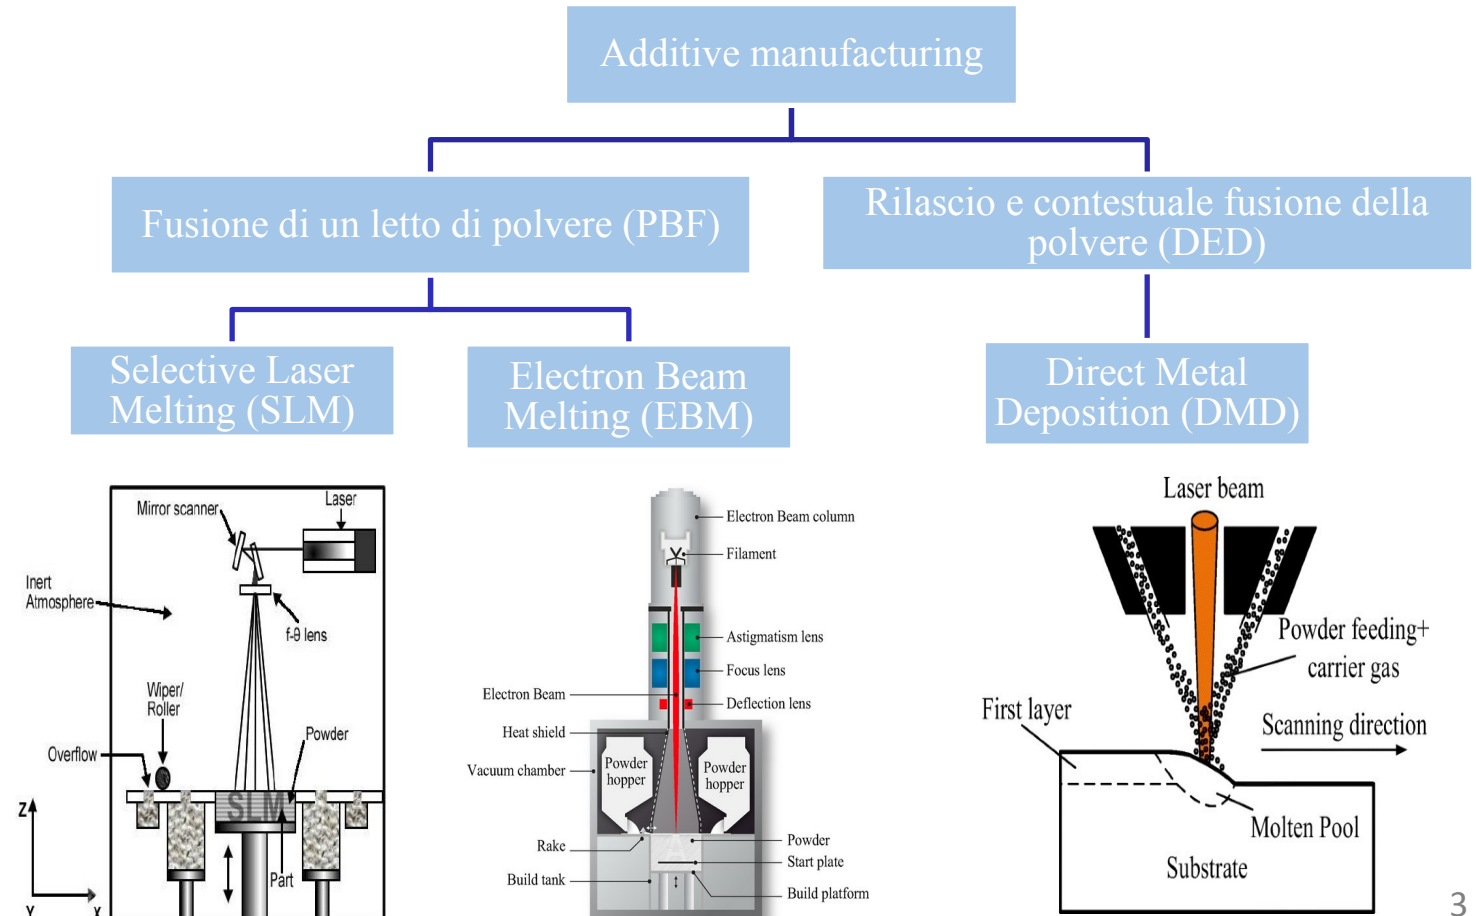 Additive manufacturing
Fusione di un letto di polvere (PBF)
Rilascio e contestuale fusione della
polvere (DED)
Selective Laser
Melting (SLM)
Electron Beam
Melting (EBM)
Direct Metal
Deposition (DMD)
Laser
Mirror scanner
Inert
Atmosphere
f-θ lens
Wiper/
Roller
Overflow
Powder
SLM
Z
Part
Y
X
Electron Beam column
Filament
Astigmatism lens
Focus lens
Electron Beam
Deflection lens
Heat shield
Vacuum chamber
Powder
hopper
Powder
hopper
Rake
Powder
Start plate
Build tank
Build platform
Laser beam
Powder feeding+
carrier gas
First layer
Scanning direction
Molten Pool
Substrate
3